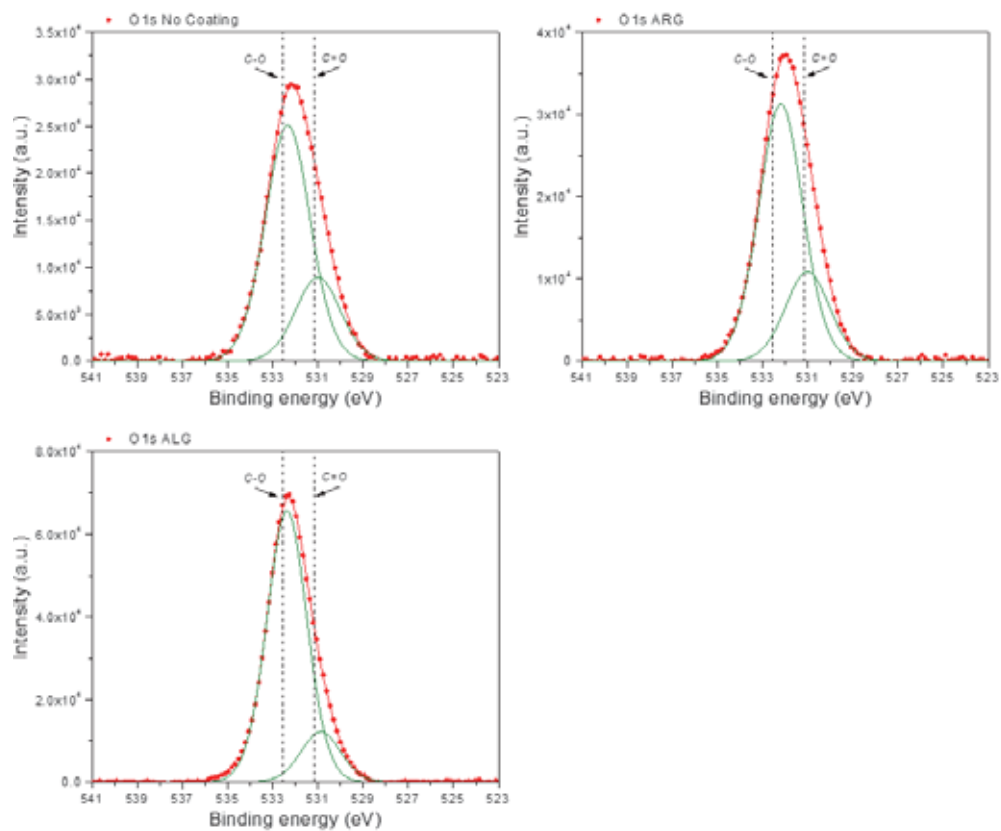 O1s No Coating
3.5x10⁴
3.0x10⁴
2.5x10⁴
2.0x10⁴
1.5x10⁴
1.0x10⁴
5.0x10³
0.0
Intensity (a.u.)
C-O
C=O
541 539 537 535 533 531 529 527 525 523
Binding energy (eV)
O1s ARG
4x10⁴
3x10⁴
2x10⁴
1x10⁴
0
Intensity (a.u.)
C-O
C=O
541 539 537 535 533 531 529 527 525 523
Binding energy (eV)
O1s ALG
8.0x10⁴
6.0x10⁴
4.0x10⁴
2.0x10⁴
0.0
Intensity (a.u.)
C-O
C=O
541 539 537 535 533 531 529 527 525 523
Binding energy (eV)